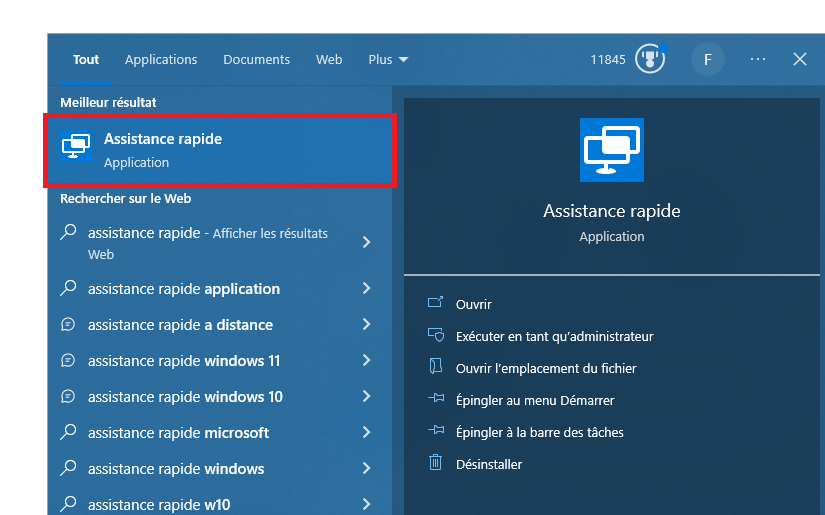 Tout Applications Documents Web Plus 11845 F
Meilleur résultat
Assistance rapide
Application
Rechercher sur le Web
assistance rapide - Afficher les résultats
Web
assistance rapide application
assistance rapide a distance
assistance rapide windows 11
assistance rapide windows 10
assistance rapide microsoft
assistance rapide windows
assistance rapide w10
Assistance rapide
Application
Ouvrir
Exécuter en tant qu'administrateur
Ouvrir l'emplacement du fichier
Épingler au menu Démarrer
Épingler à la barre des tâches
Désinstaller